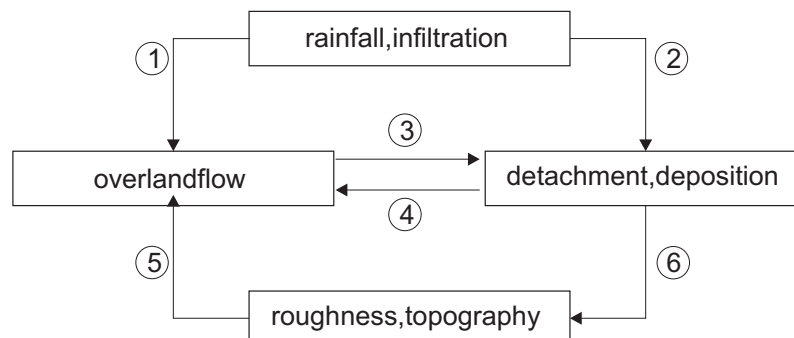 rainfall,infiltration
1
2
3
overlandflow
detachment,deposition
4
5
6
roughness,topography